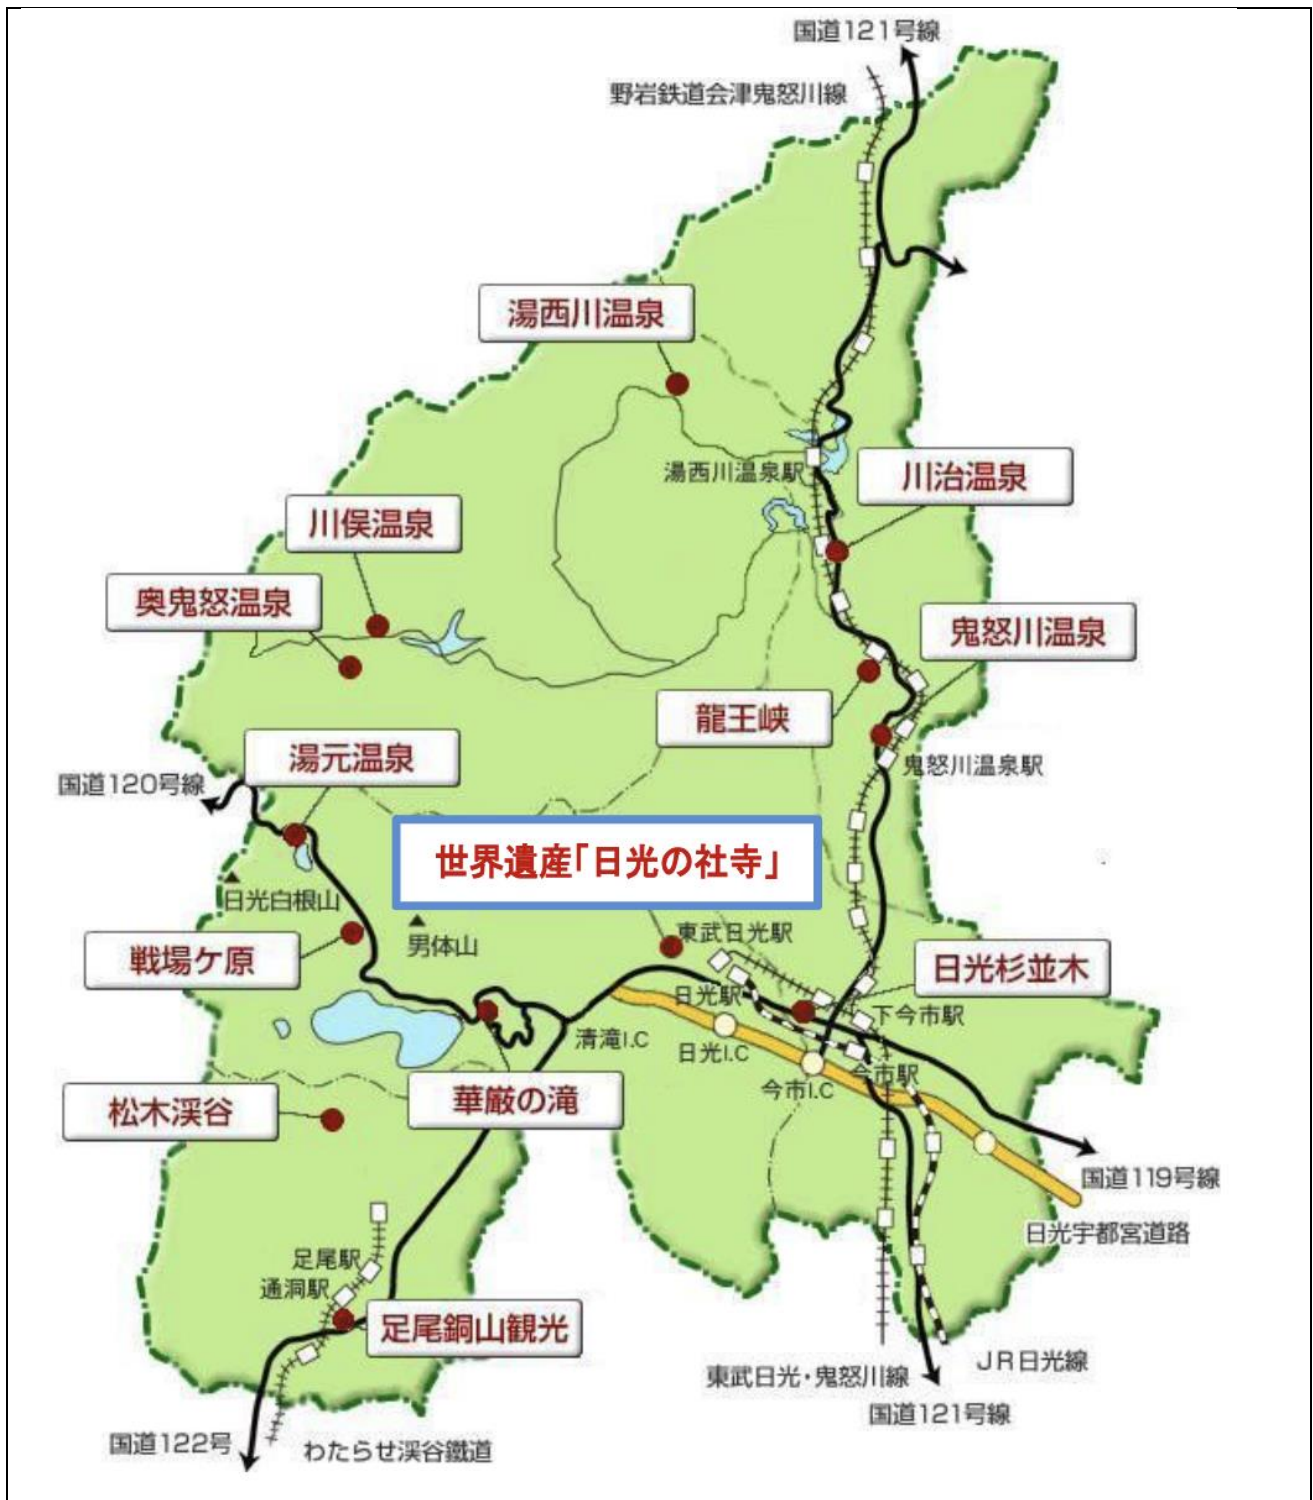 国道121号線
野岩鉄道会津鬼怒川線
湯西川温泉
湯西川温泉駅
川治温泉
川俣温泉
奥鬼怒温泉
鬼怒川温泉
龍王峡
湯元温泉
鬼怒川温泉駅
国道120号線
世界遺産「日光の社寺」
日光白根山
男体山
東武日光駅
戦場ケ原
日光杉並木
日光駅
下今市駅
清滝I.C
日光I.C
今市駅
今市I.C
華厳の滝
松木渓谷
国道119号線
日光宇都宮道路
足尾駅
通洞駅
足尾銅山観光
JR日光線
東武日光・鬼怒川線
国道121号線
国道122号
わたらせ渓谷鐵道